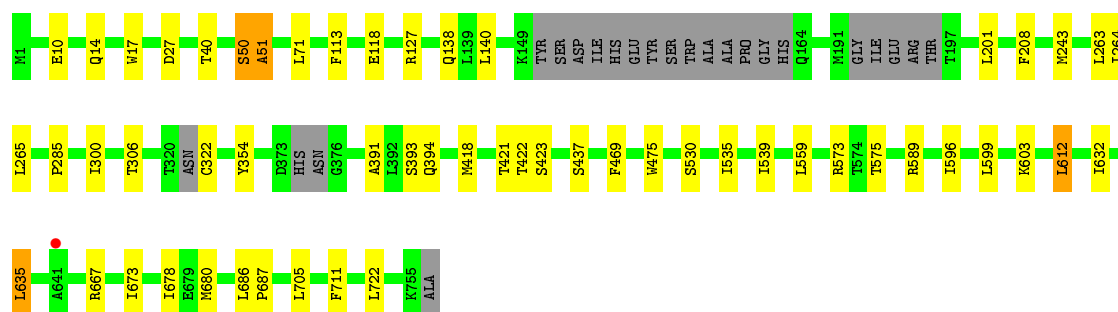 M1 E10 Q14 W17 D27 T40 S50 A51 L71 F113 E118 R127 Q138 L139 L140 K149 TYR SER ASP ILE HIS GLU TYR SER TRP ALA ALA PRO GLY HIS Q164 M191 GLY ILE GLU ARG THR T197 L201 F208 M243 L263 I264
L265 P285 I300 T306 T320 ASN C322 Y354 D373 HIS ASN G376 A391 L392 S393 Q394 M418 T421 T422 S423 S437 F469 W475 S530 I535 I539 L559 R573 T574 T575 R589 I596 L599 K603 L612 I632
L635 A641 R667 I673 I678 E679 M680 L686 P687 L705 F711 L722 K755 ALA